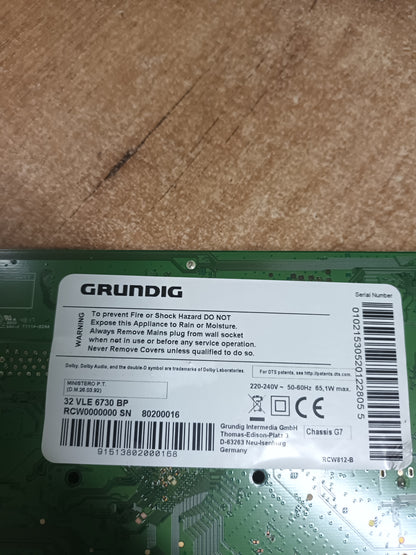 GRUNDIG
Serial Number
WARNING
To prevent Fire or Shock Hazard DO NOT
Expose this Appliance to Rain or Moisture.
Always Remove Mains plug from wall socket
when not in use or before any service operation.
Never Remove Covers unless qualified to do so.
Dolby, Dolby Audio, and the double-D symbol are trademarks of Dolby Laboratories.
For DTS patents, see http://patents.dts.com.
MINISTERO P.T.
(D.M.26.03.92)
220-240V ~ 50-60Hz 65,1W max.
32 VLE 6730 BP
RCW0000000 SN 80200016
CE
91513802000168
Grundig Intermedia GmbH
Thomas-Edison-Platz 3
D-63263 Neu-Isenburg
Germany
Chassis G7
RCW812-B
01021530520122805 5